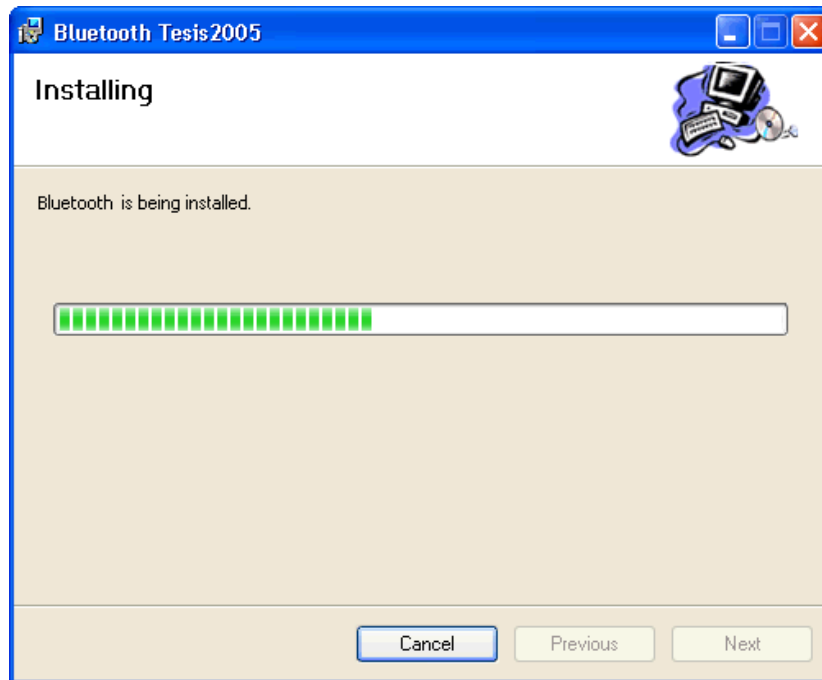 Bluetooth Tesis2005
Installing
Bluetooth is being installed.
Cancel Previous Next